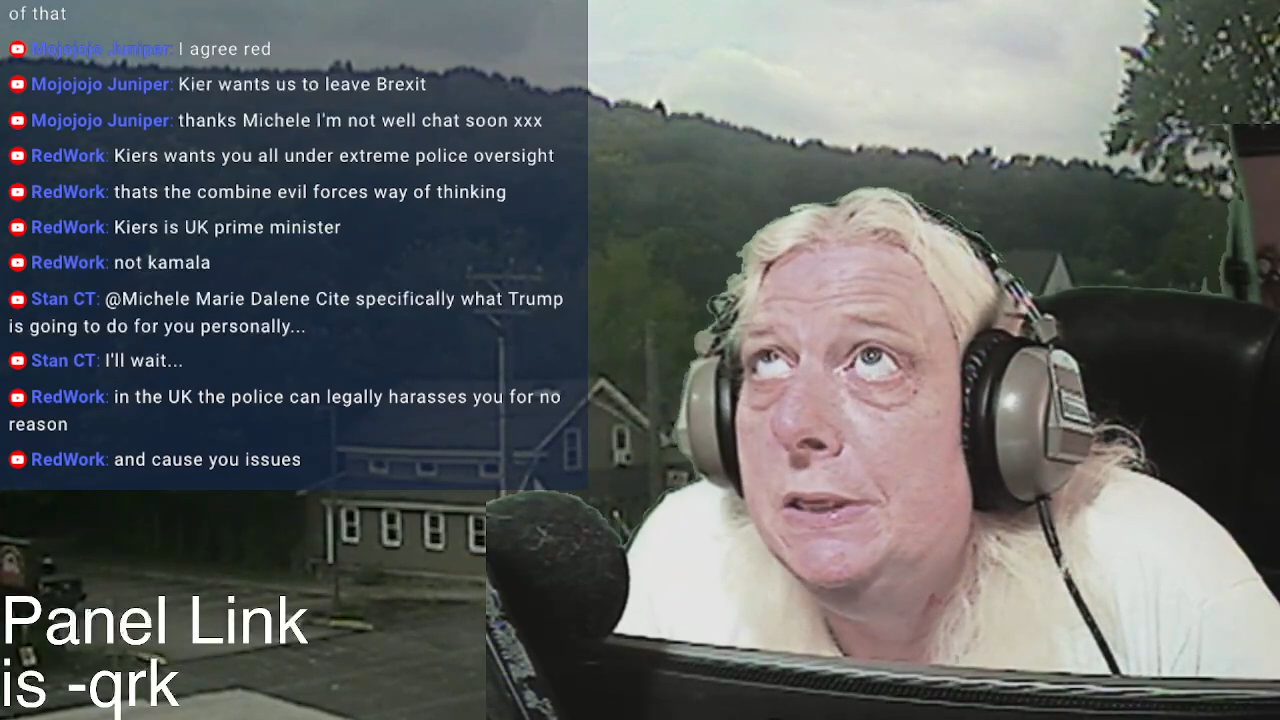 of that
Mojojojo Juniper: I agree red
Mojojojo Juniper: Kier wants us to leave Brexit
Mojojojo Juniper: thanks Michele I'm not well chat soon xxx
RedWork: Kiers wants you all under extreme police oversight
RedWork: thats the combine evil forces way of thinking
RedWork: Kiers is UK prime minister
RedWork: not kamala
Stan CT: @Michele Marie Dalene Cite specifically what Trump
is going to do for you personally...
Stan CT: I'll wait...
RedWork: in the UK the police can legally harasses you for no
reason
RedWork: and cause you issues
Panel Link
is -qrk